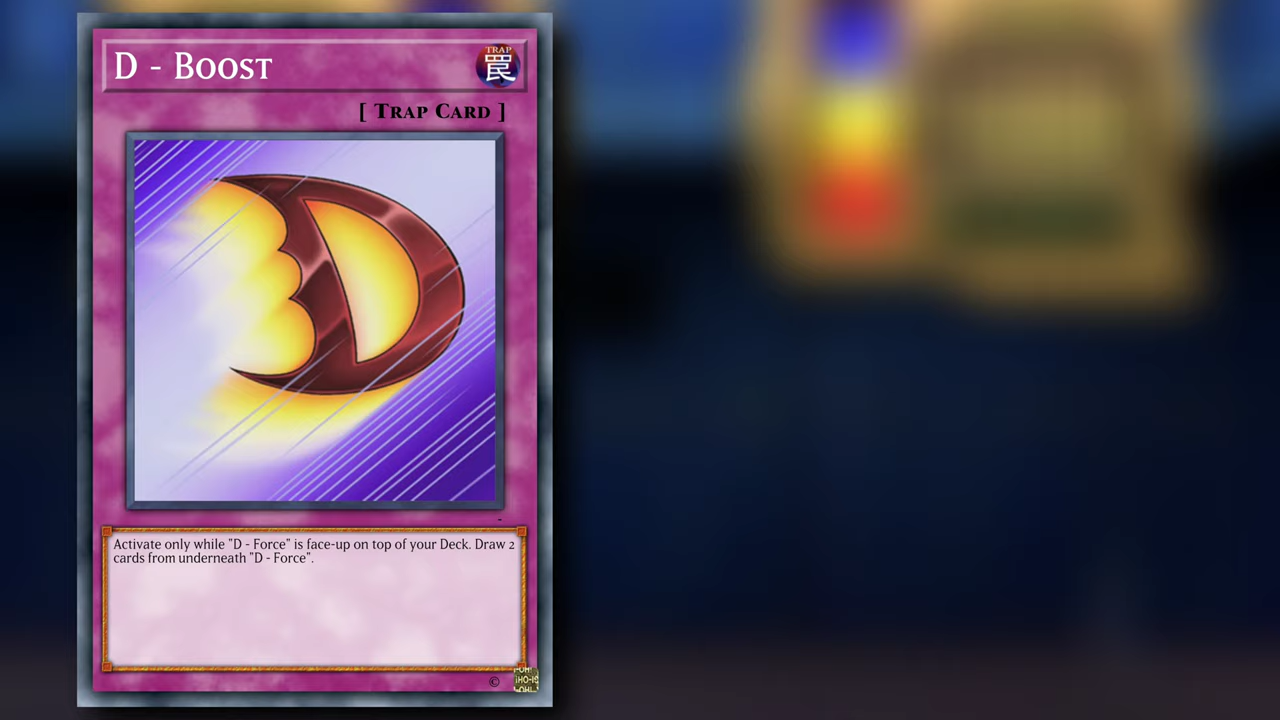 D - Boost
TRAP
罠
[ Trap Card ]
-
Activate only while "D - Force" is face-up on top of your Deck. Draw 2
cards from underneath "D - Force".
©